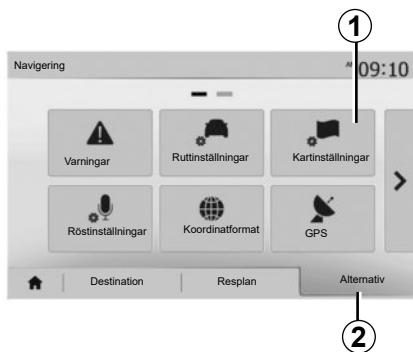 1
Navigering
09:10
Varningar
Ruttinställningar
Kartinställningar
Röstinställningar
Koordinatformat
GPS
Destination
Resplan
Alternativ
2